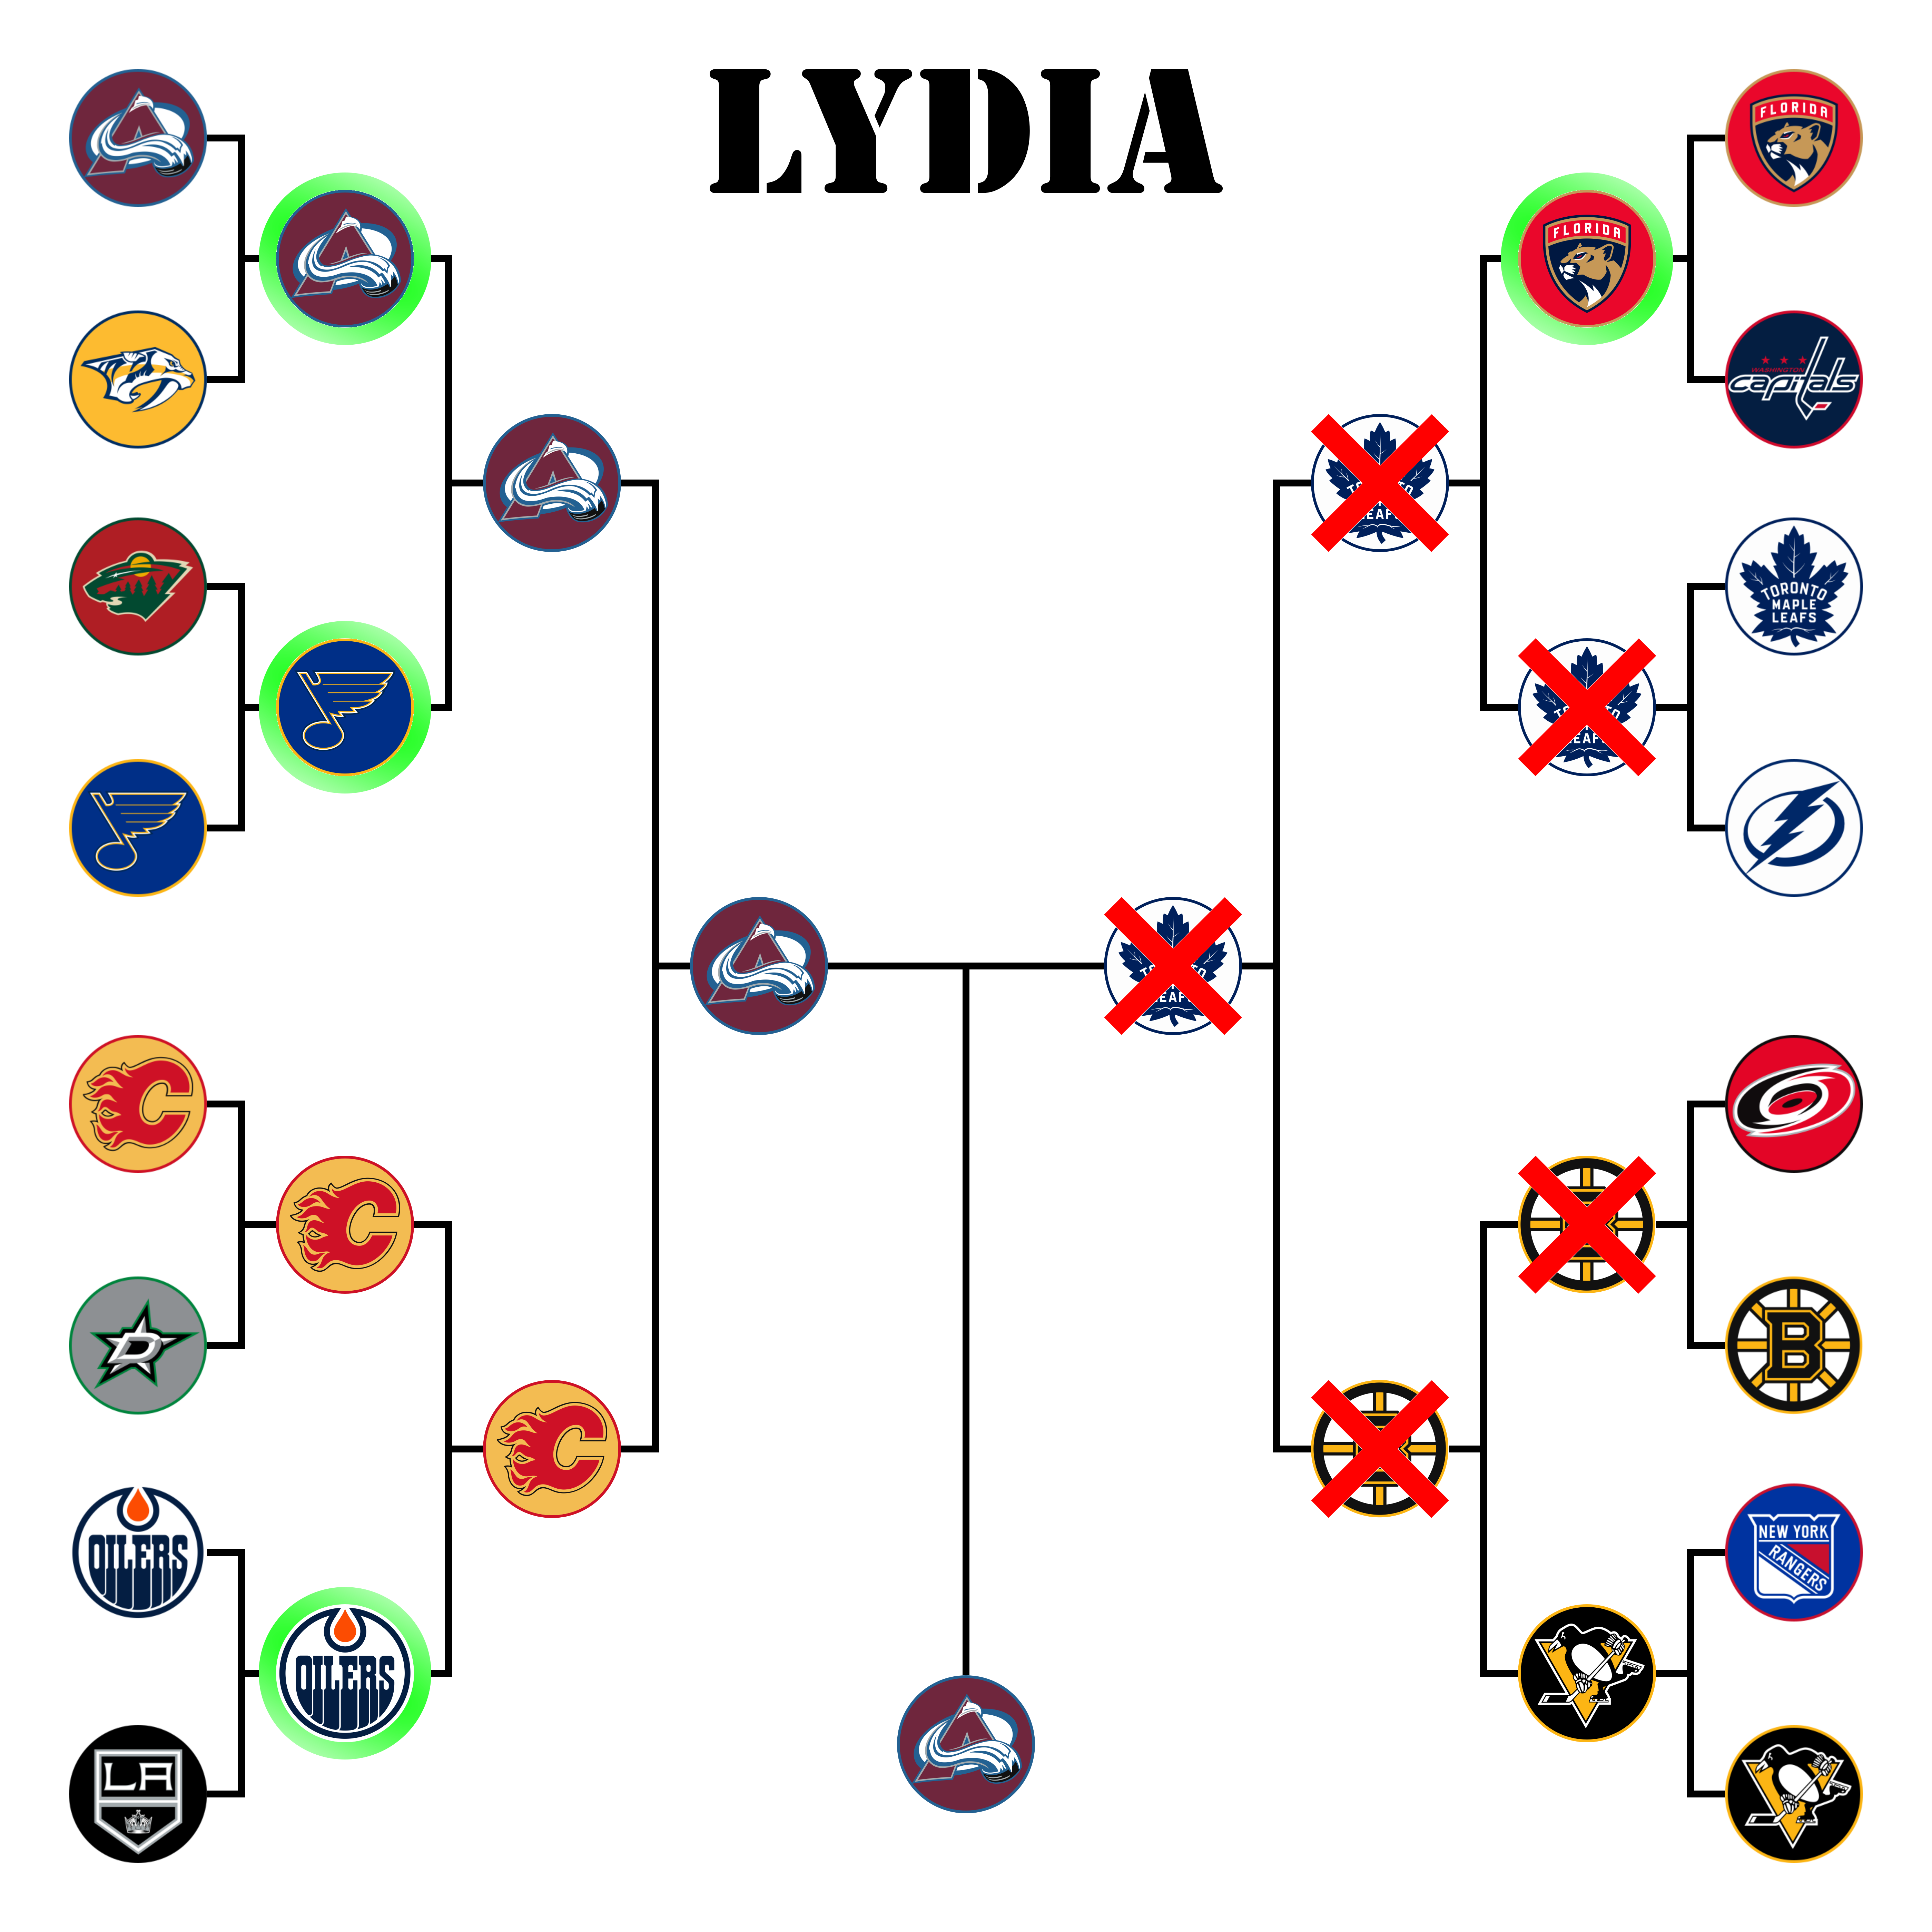 LYDIA
FLORIDA
FLORIDA
WASHINGTON
capitals
TORONTO
MAPLE
LEAFS
OILERS
OILERS
LA
B
NEW YORK
RANGERS